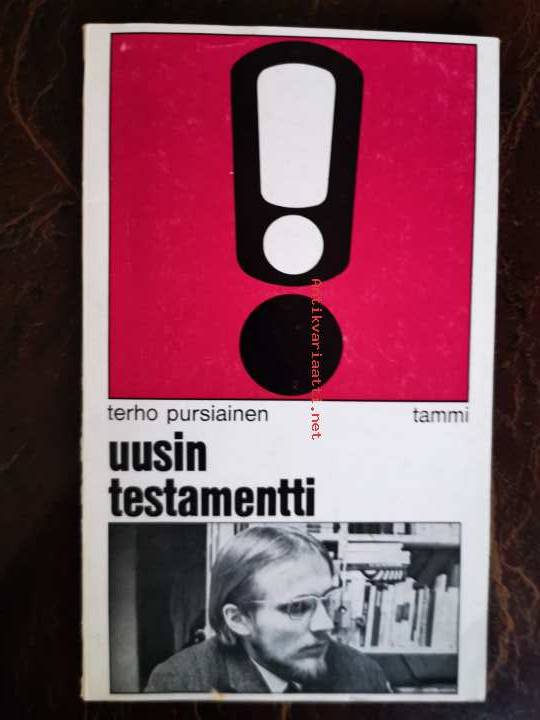 Antikvariaatti.net
terho pursiainen
tammi
uusin
testamentti